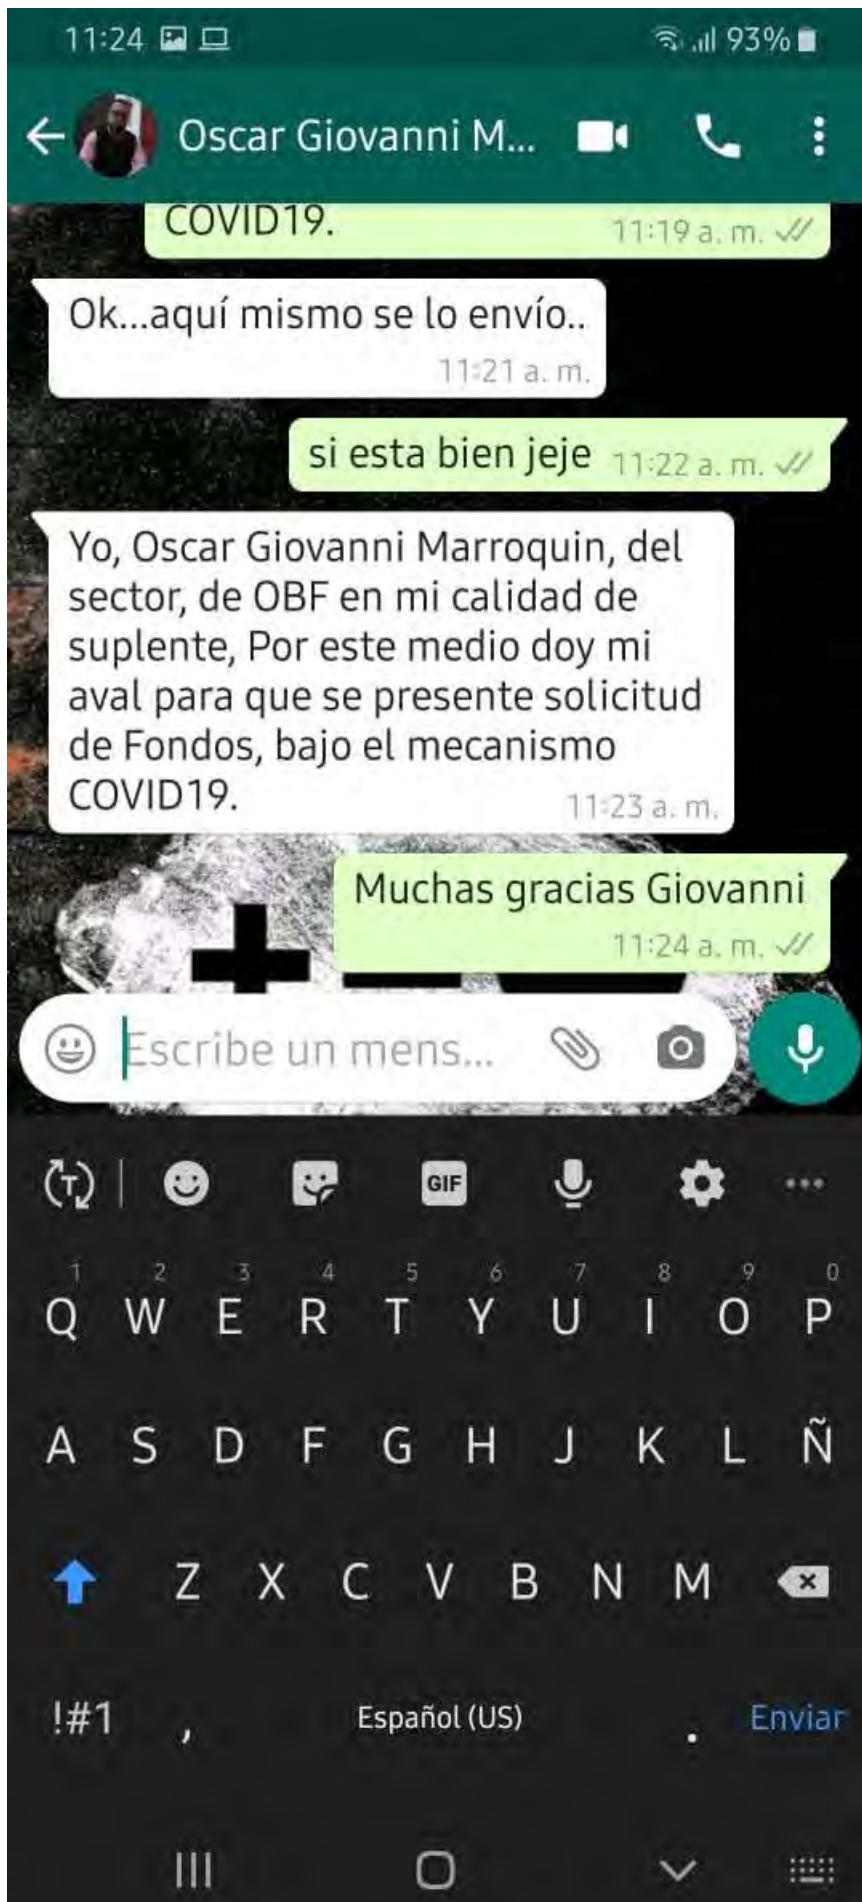 11:24 93%
Oscar Giovanni M...
COVID19.
11:19 a. m.
Ok...aquí mismo se lo envío..
11:21 a. m.
si esta bien jeje 11:22 a. m.
Yo, Oscar Giovanni Marroquin, del
sector, de OBF en mi calidad de
suplente, Por este medio doy mi
aval para que se presente solicitud
de Fondos, bajo el mecanismo
COVID19.
11:23 a. m.
Muchas gracias Giovanni
11:24 a. m.
Escribe un mens...
T GIF
1 2 3 4 5 6 7 8 9 0
Q W E R T Y U I O P
A S D F G H J K L Ñ
Z X C V B N M
!#1 , Español (US) . Enviar